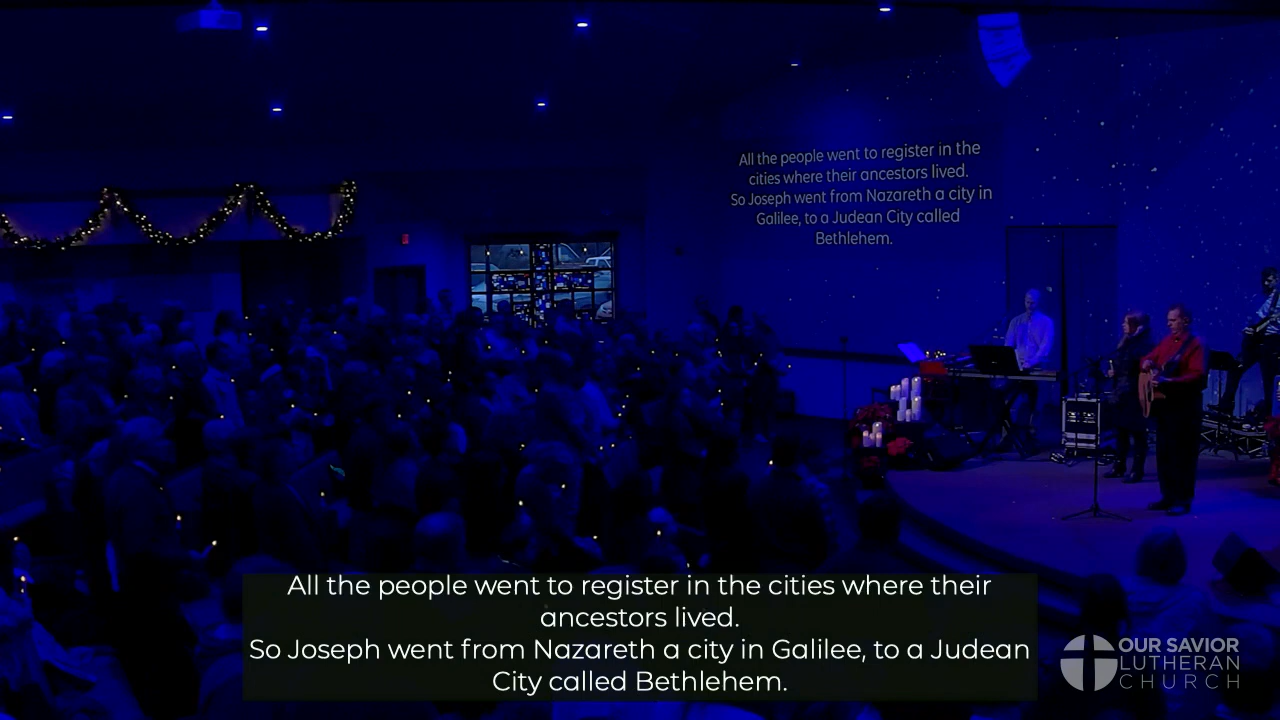 All the people went to register in the
cities where their ancestors lived.
So Joseph went from Nazareth a city in
Galilee, to a Judean City called
Bethlehem.
All the people went to register in the cities where their
ancestors lived.
So Joseph went from Nazareth a city in Galilee, to a Judean
City called Bethlehem.
OUR SAVIOR
LUTHERAN
CHURCH